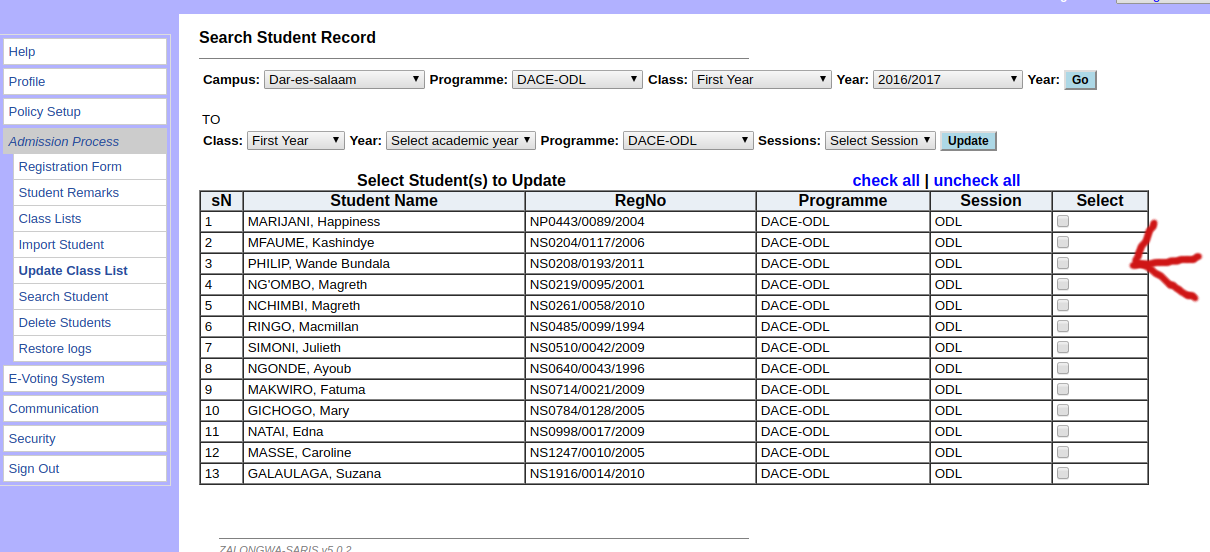 Search Student Record
Help
Profile
Policy Setup
Admission Process
Registration Form
Student Remarks
Class Lists
Import Student
Update Class List
Search Student
Delete Students
Restore logs
E-Voting System
Communication
Security
Sign Out
Campus: Dar-es-salaam Programme: DACE-ODL Class: First Year Year: 2016/2017 Year: Go
TO
Class: First Year Year: Select academic year Programme: DACE-ODL Sessions: Select Session Update
Select Student(s) to Update check all | uncheck all
sN Student Name RegNo Programme Session Select
1 MARIJANI, Happiness NP0443/0089/2004 DACE-ODL ODL
2 MFAUME, Kashindye NS0204/0117/2006 DACE-ODL ODL
3 PHILIP, Wande Bundala NS0208/0193/2011 DACE-ODL ODL
4 NG'OMBO, Magreth NS0219/0095/2001 DACE-ODL ODL
5 NCHIMBI, Magreth NS0261/0058/2010 DACE-ODL ODL
6 RINGO, Macmillan NS0485/0099/1994 DACE-ODL ODL
7 SIMONI, Julieth NS0510/0042/2009 DACE-ODL ODL
8 NGONDE, Ayoub NS0640/0043/1996 DACE-ODL ODL
9 MAKWIRO, Fatuma NS0714/0021/2009 DACE-ODL ODL
10 GICHOGO, Mary NS0784/0128/2005 DACE-ODL ODL
11 NATAI, Edna NS0998/0017/2009 DACE-ODL ODL
12 MASSE, Caroline NS1247/0010/2005 DACE-ODL ODL
13 GALAULAGA, Suzana NS1916/0014/2010 DACE-ODL ODL
ZALONGWA-SARIS v5.0.2